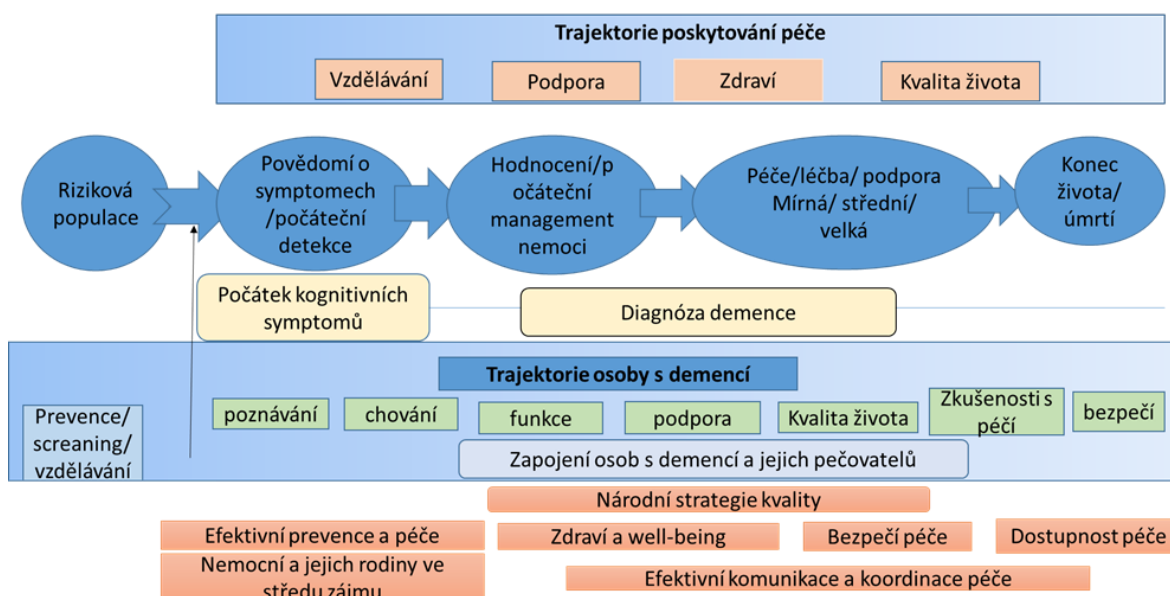 Trajektorie poskytování péče
Vzdělávání
Podpora
Zdraví
Kvalita života
Riziková
populace
Povědomí o
symptomech
/počáteční
detekce
Hodnocení/p
očáteční
management
nemoci
Péče/léčba/ podpora
Mírná/ střední/
velká
Konec
života/
úmrtí
Počátek kognitivních
symptomů
Diagnóza demence
Trajektorie osoby s demencí
Prevence/
screaning/
vzdělávání
poznávání
chování
funkce
podpora
Kvalita života
Zkušenosti s
péčí
bezpečí
Zapojení osob s demencí a jejich pečovatelů
Národní strategie kvality
Efektivní prevence a péče
Zdraví a well-being
Bezpečí péče
Dostupnost péče
Nemocní a jejich rodiny ve
středu zájmu
Efektivní komunikace a koordinace péče